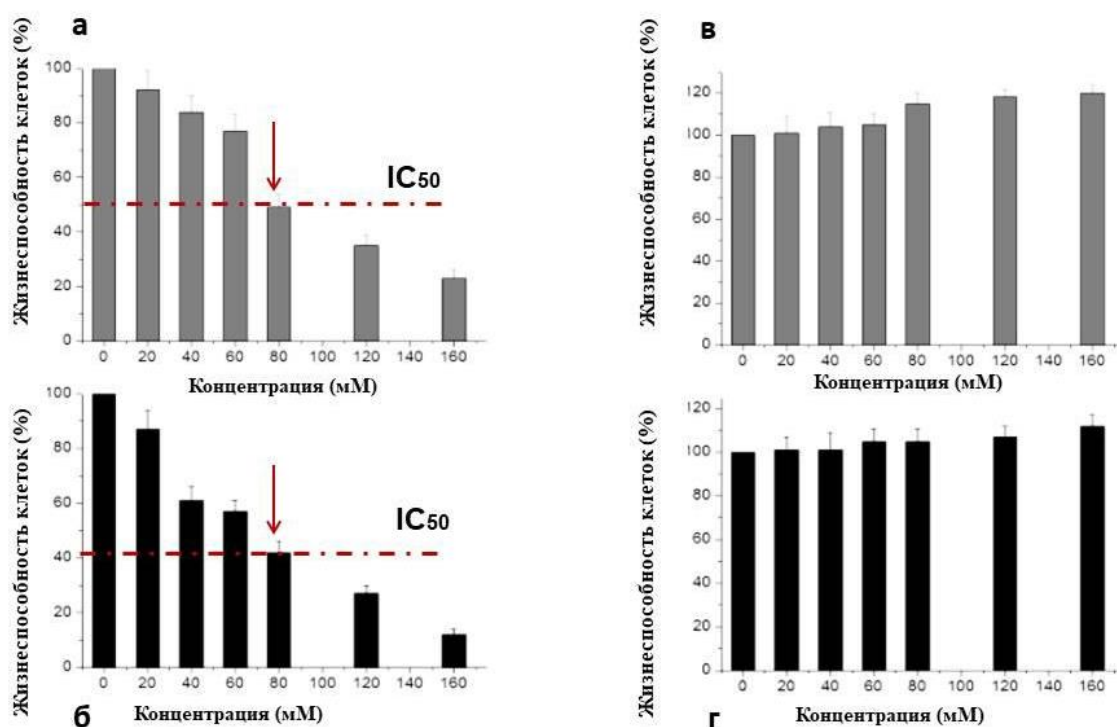 а
Жизнеспособность клеток (%)
100
80
60
40
20
0
IC50
0 20 40 60 80 100 120 140 160
Концентрация (мМ)
в
Жизнеспособность клеток (%)
120
100
80
60
40
20
0
0 20 40 60 80 100 120 140 160
Концентрация (мМ)
Жизнеспособность клеток (%)
100
80
60
40
20
0
IC50
0 20 40 60 80 100 120 140 160
б
Концентрация (мМ)
Жизнеспособность клеток (%)
120
100
80
60
40
20
0
0 20 40 60 80 100 120 140 160
Концентрация (мМ)
г